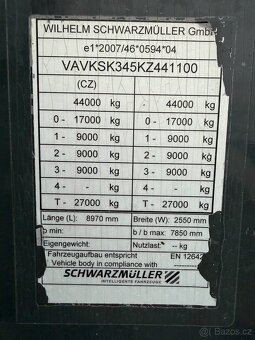 WILHELM SCHWARZMÜLLER Gmb
e1*2007/46*0594*04
VAVKSK345KZ441100
(CZ)
44000 kg 44000 kg
0- 17000 kg 0- 17000 kg
1- 9000 kg 1- 9000 kg
2- 9000 kg 2- 9000 kg
3- 9000 kg 3- 9000 kg
4- - kg 4- - kg
T- 27000 kg T- 27000 kg
Länge (L): 8970 mm Breite (W): 2550 mm
b min: b / b max: 7850 mm
Eigengewicht: Nutzlast: -- kg
Fahrzeugaufbau entspricht EN 12642
Vehicle body in compliance with
SCHWARZMÜLLER
INTELLIGENTE FAHRZEUGE
bazos.cz